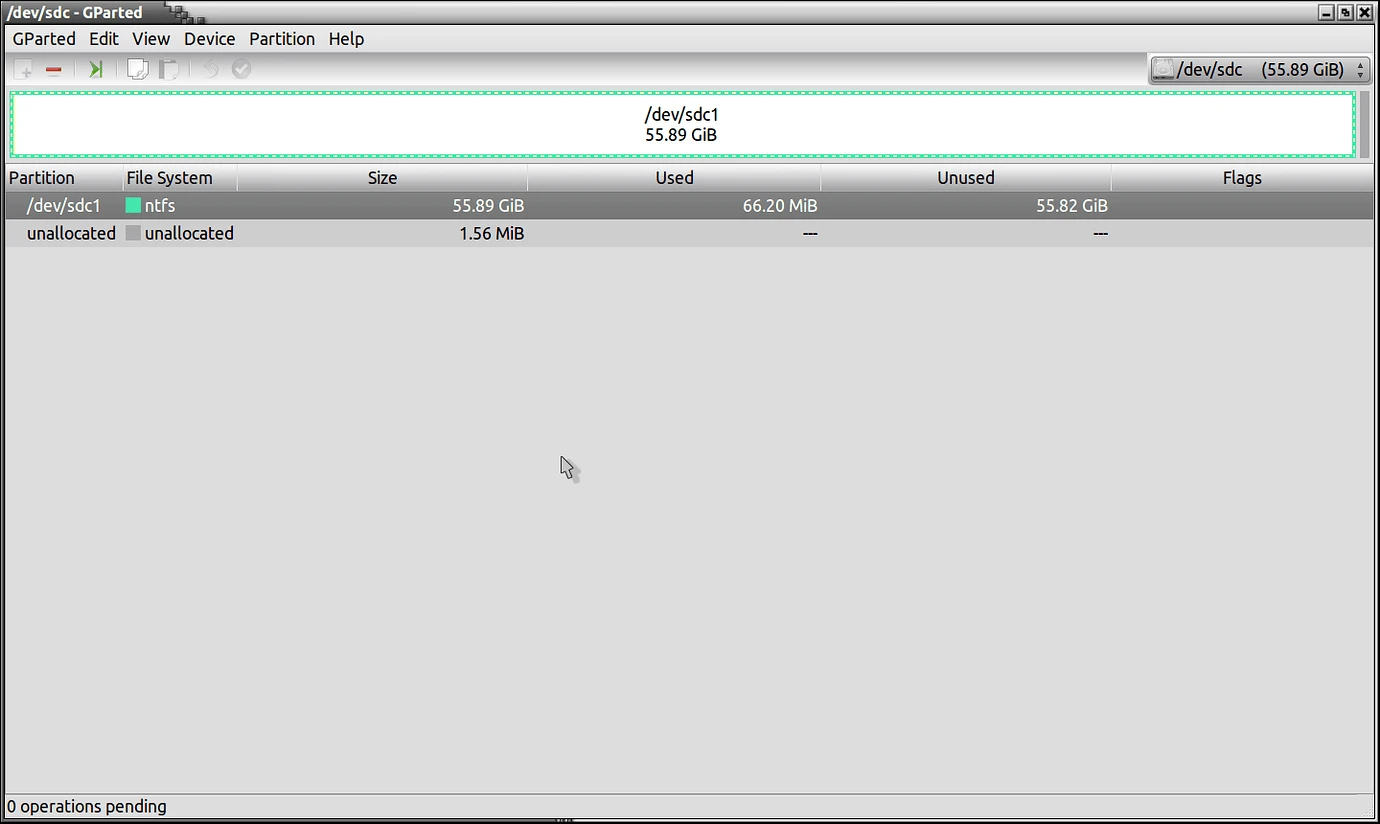 /dev/sdc - GParted
GParted Edit View Device Partition Help
/dev/sdc (55.89 GiB)
/dev/sdc1
55.89 GiB
Partition File System Size Used Unused Flags
/dev/sdc1 ntfs 55.89 GiB 66.20 MiB 55.82 GiB
unallocated unallocated 1.56 MiB --- ---
0 operations pending